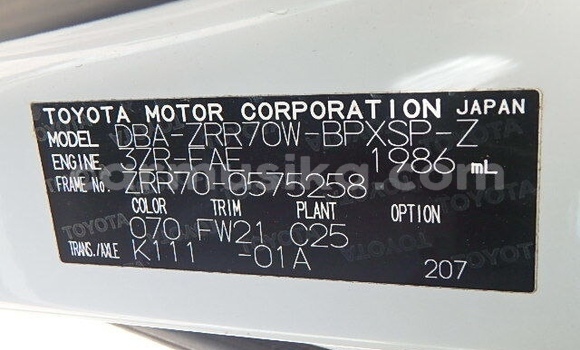 TOYOTA MOTOR CORPORATION JAPAN
MODEL DBA-ZRR70W-BPXSP-Z
ENGINE 3ZR-FAE 1986 mL
FRAME No. ZRR70-0575258
COLOR TRIM PLANT OPTION
070 FW21 C25
TRANS./AXLE K111 -01A
207